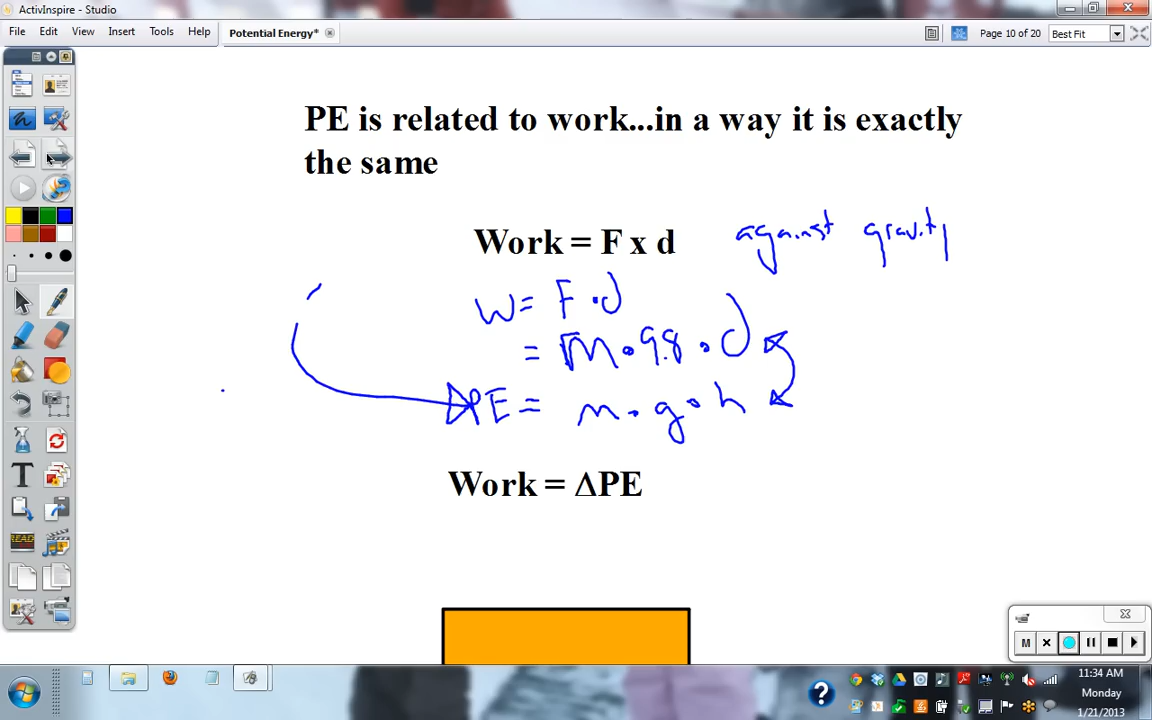 ActivInspire - Studio
File Edit View Insert Tools Help Potential Energy* Page 10 of 20 Best Fit
PE is related to work...in a way it is exactly
the same
Work = F x d against gravity
W = F · d
= m · 9.8 · d
PE = m · g · h
Work = ΔPE
M
11:34 AM
Monday
1/21/2013